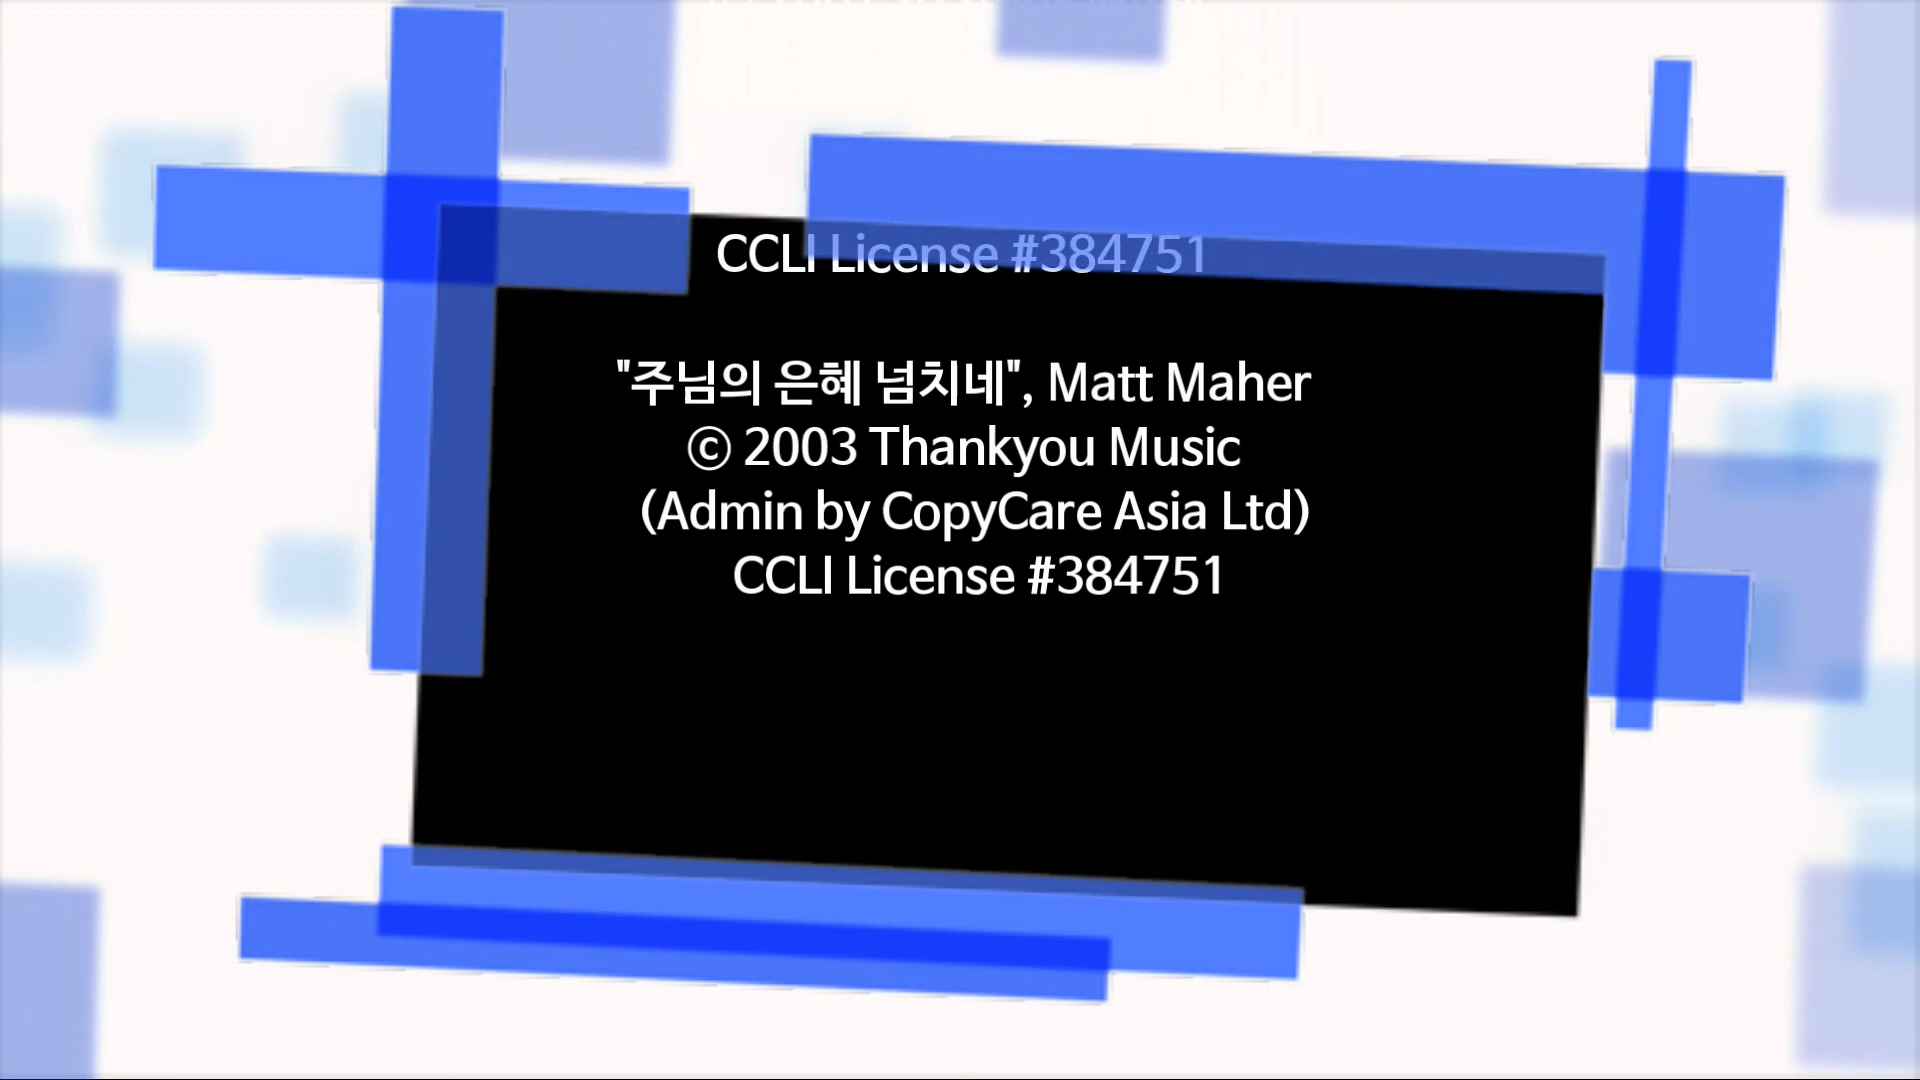 CCLI License #384751
"주님의 은혜 넘치네", Matt Maher
© 2003 Thankyou Music
(Admin by CopyCare Asia Ltd)
CCLI License #384751